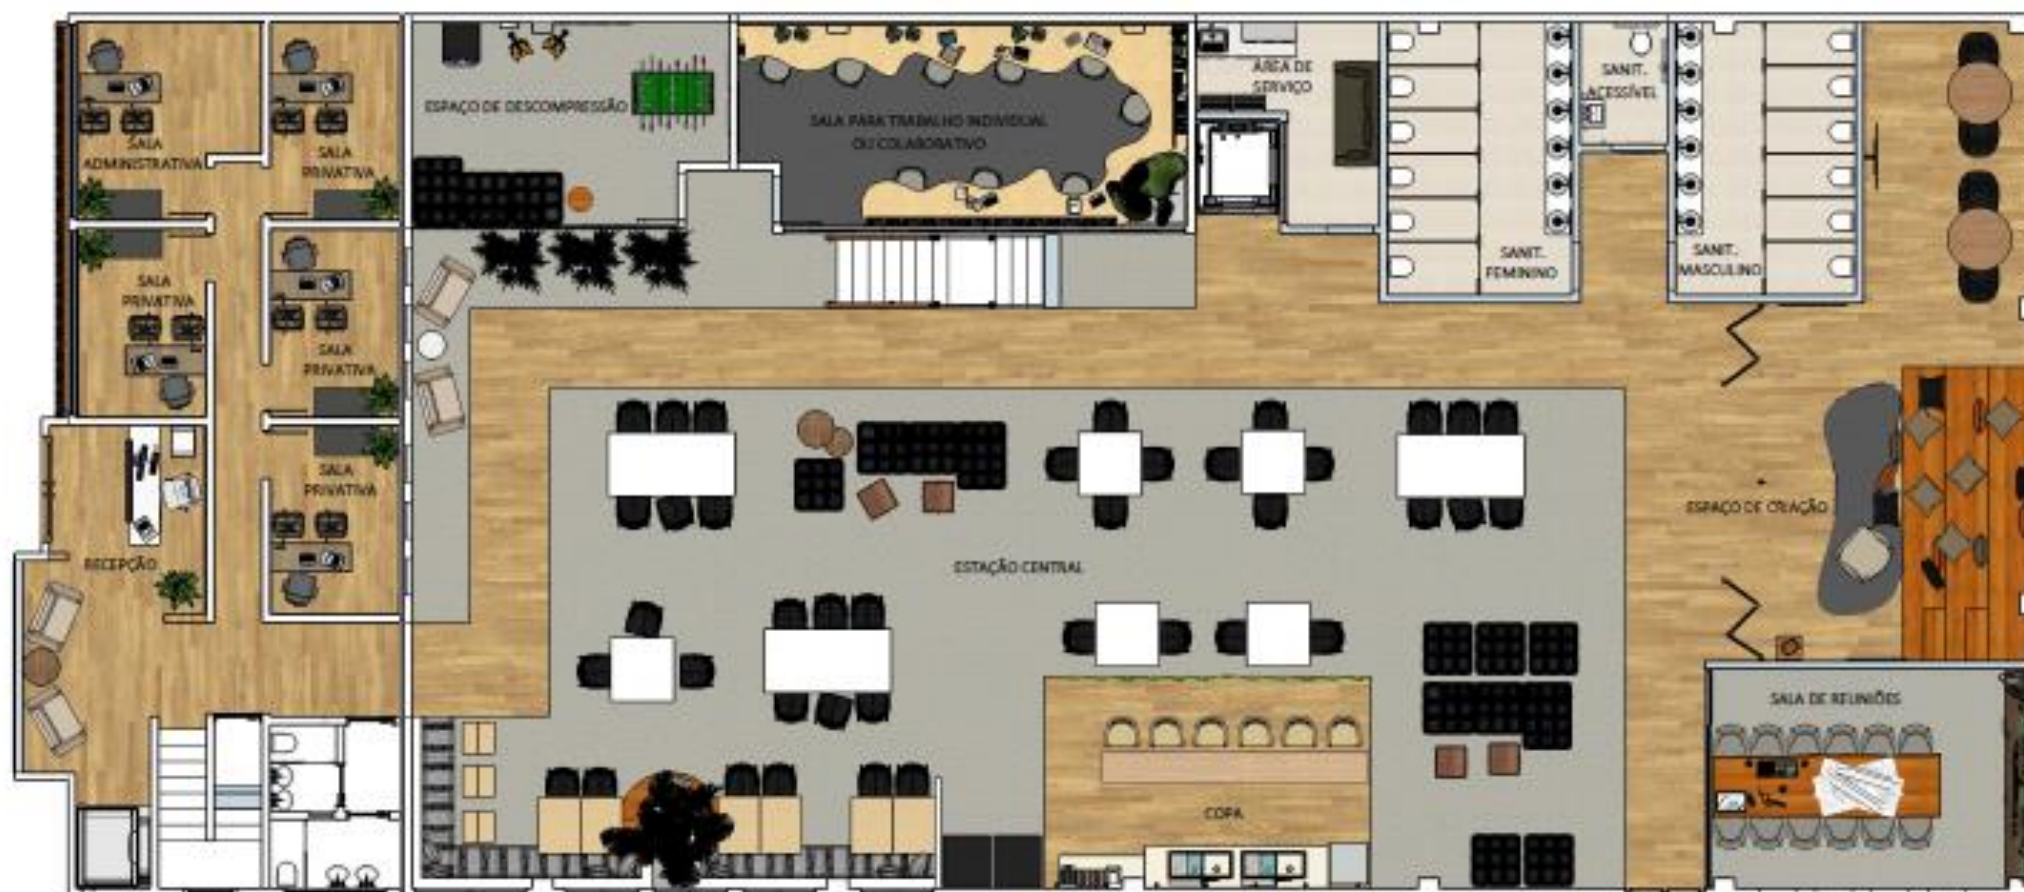 SALA
ADMINISTRATIVA
SALA
PRIVATIVA
ESPAÇO DE DESCOMPRESSÃO
SALA PARA TRABALHO INDIVIDUAL
OU COLABORATIVO
ÁREA DE
SERVIÇO
SANIT.
ACESSÍVEL
SANIT.
FEMININO
SANIT.
MASCULINO
SALA
PRIVATIVA
SALA
PRIVATIVA
SALA
PRIVATIVA
RECEPÇÃO
ESTAÇÃO CENTRAL
ESPAÇO DE CRIAÇÃO
SALA DE REUNIÕES
COPA